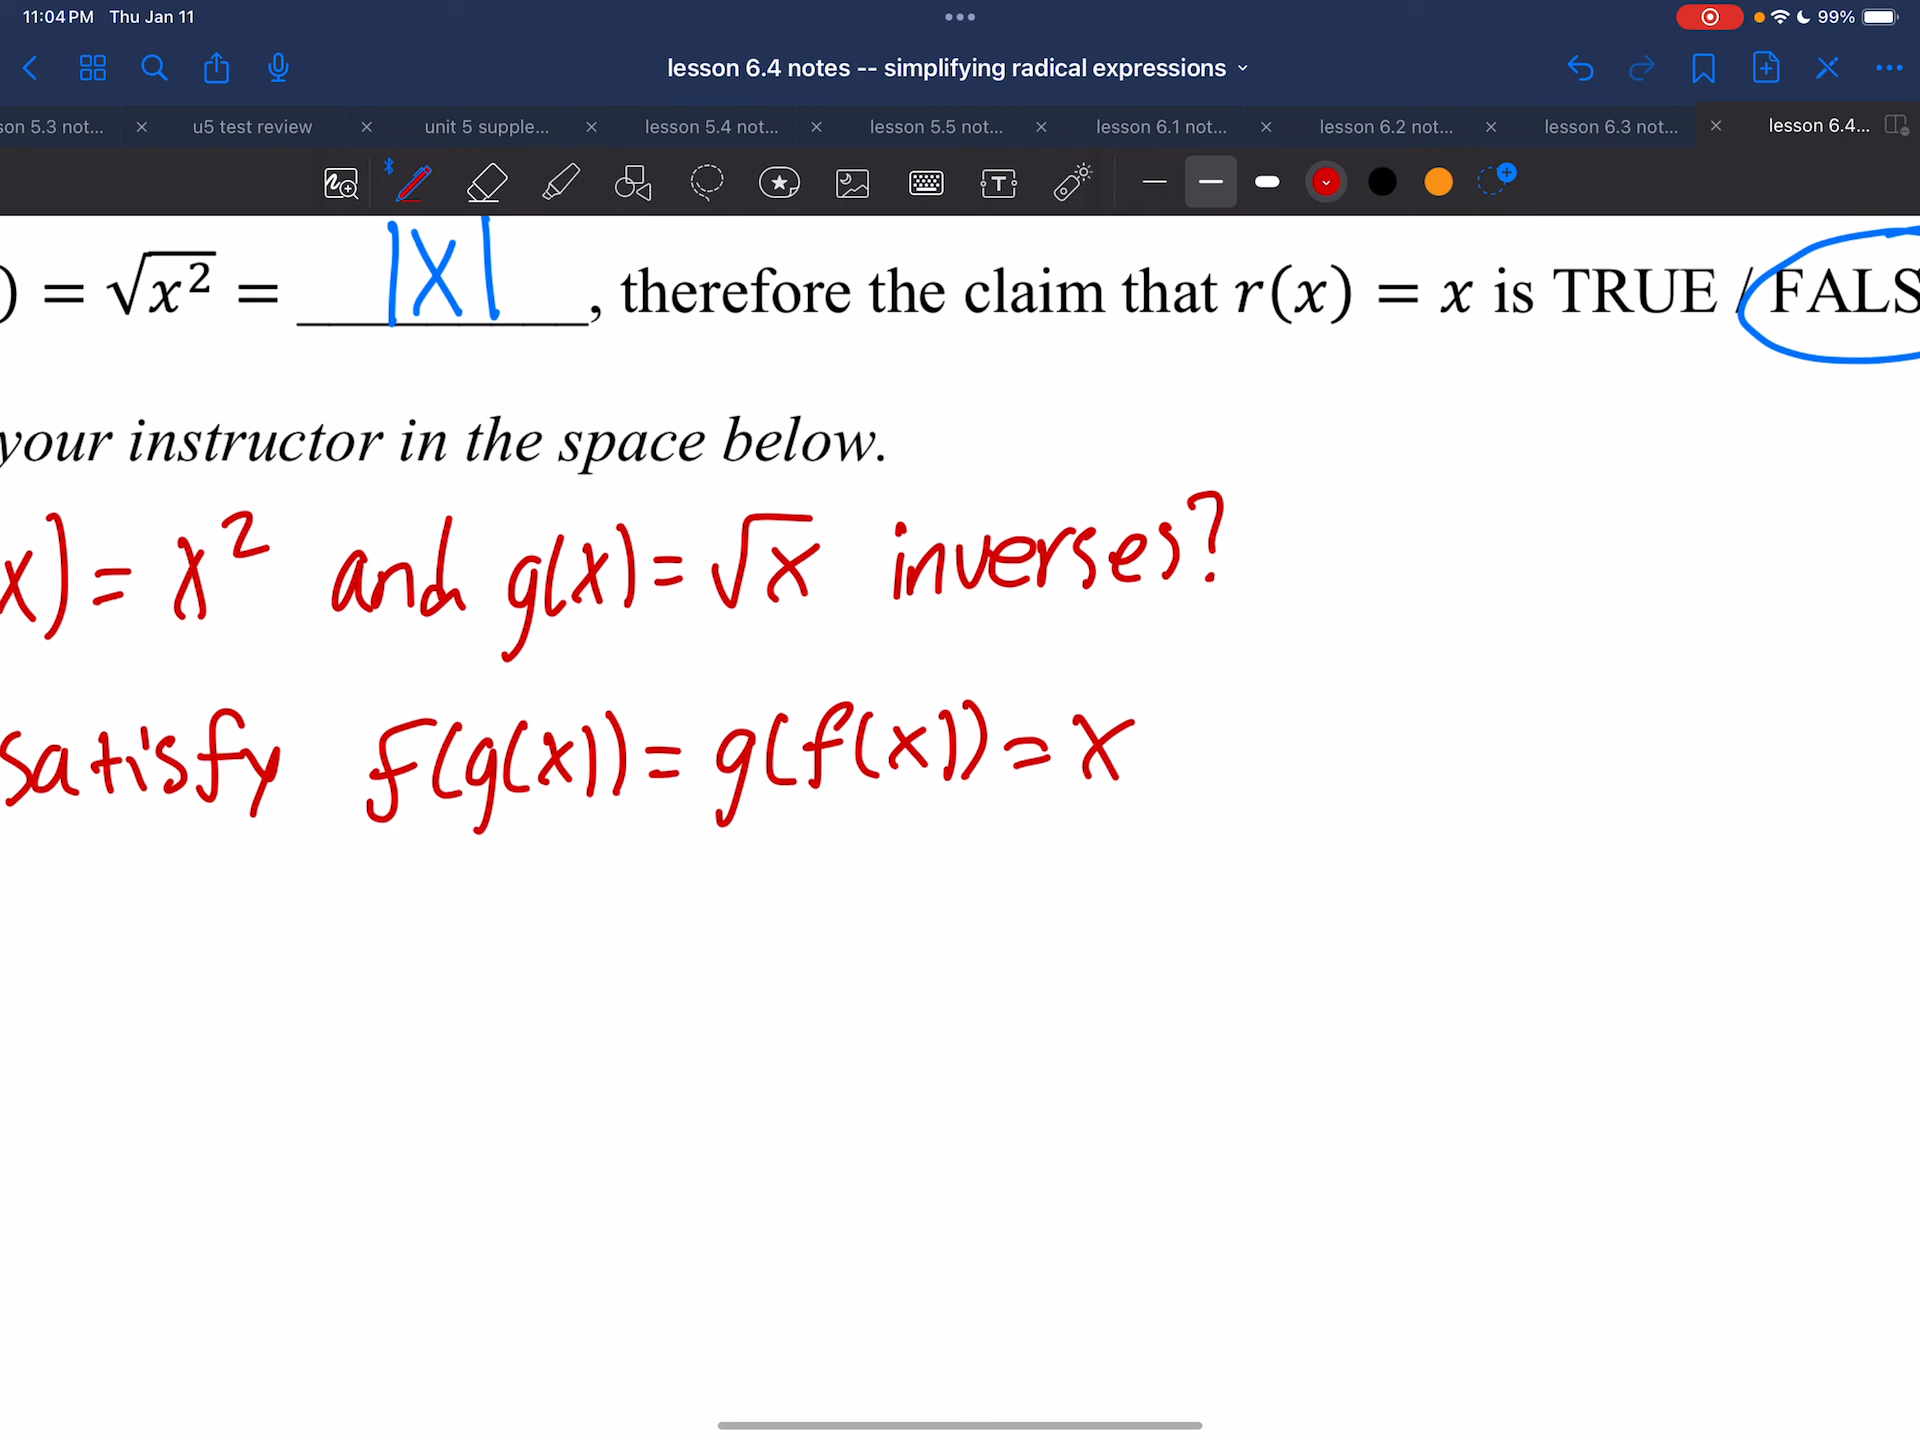 11:04 PM Thu Jan 11 99%
lesson 6.4 notes -- simplifying radical expressions
son 5.3 not... u5 test review unit 5 supple... lesson 5.4 not... lesson 5.5 not... lesson 6.1 not... lesson 6.2 not... lesson 6.3 not... lesson 6.4...
) = √x² = |x|, therefore the claim that r(x) = x is TRUE / FALS
your instructor in the space below.
x) = x² and g(x) = √x inverses?
satisfy f(g(x)) = g(f(x)) = x